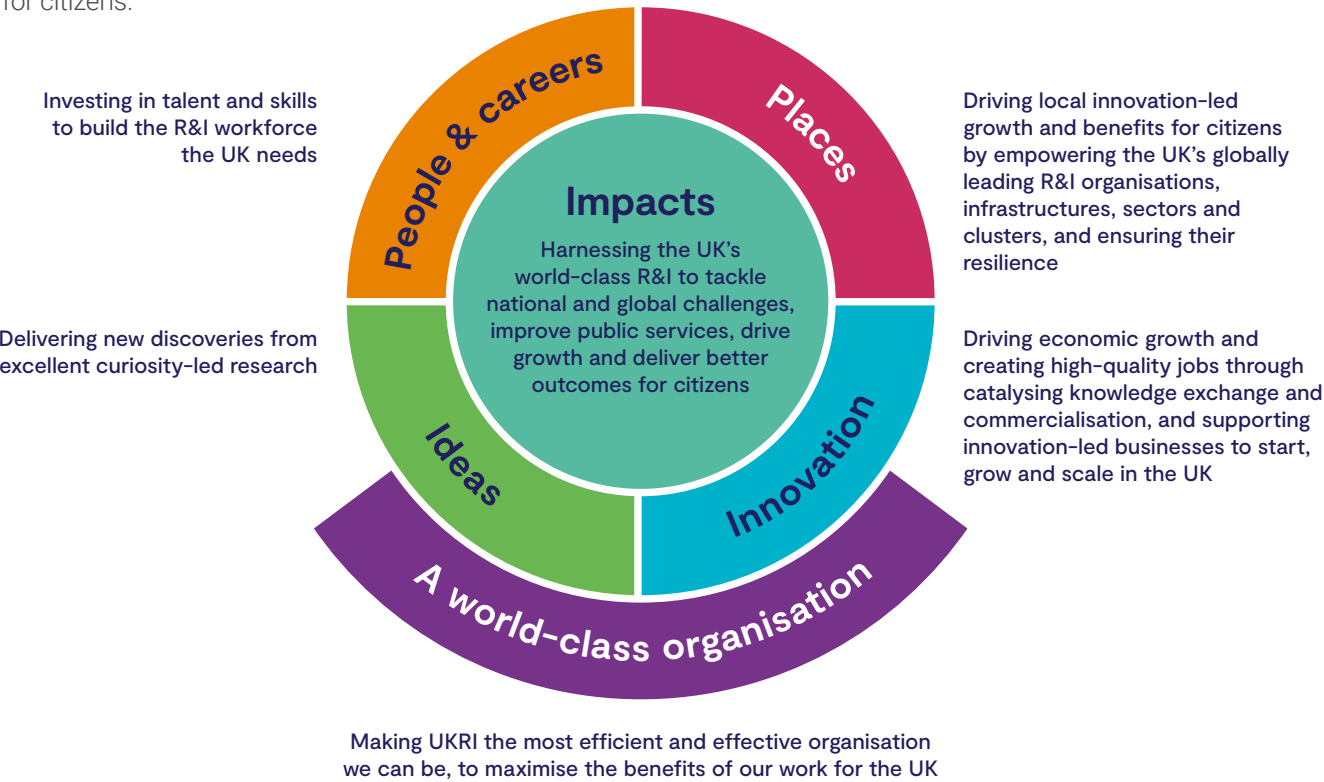 for citizens.
People & careers
Investing in talent and skills
to build the R&I workforce
the UK needs
Places
Driving local innovation-led
growth and benefits for citizens
by empowering the UK's globally
leading R&I organisations,
infrastructures, sectors and
clusters, and ensuring their
resilience
Impacts
Harnessing the UK's
world-class R&I to tackle
national and global challenges,
improve public services, drive
growth and deliver better
outcomes for citizens
Ideas
Delivering new discoveries from
excellent curiosity-led research
Innovation
Driving economic growth and
creating high-quality jobs through
catalysing knowledge exchange and
commercialisation, and supporting
innovation-led businesses to start,
grow and scale in the UK
A world-class organisation
Making UKRI the most efficient and effective organisation
we can be, to maximise the benefits of our work for the UK